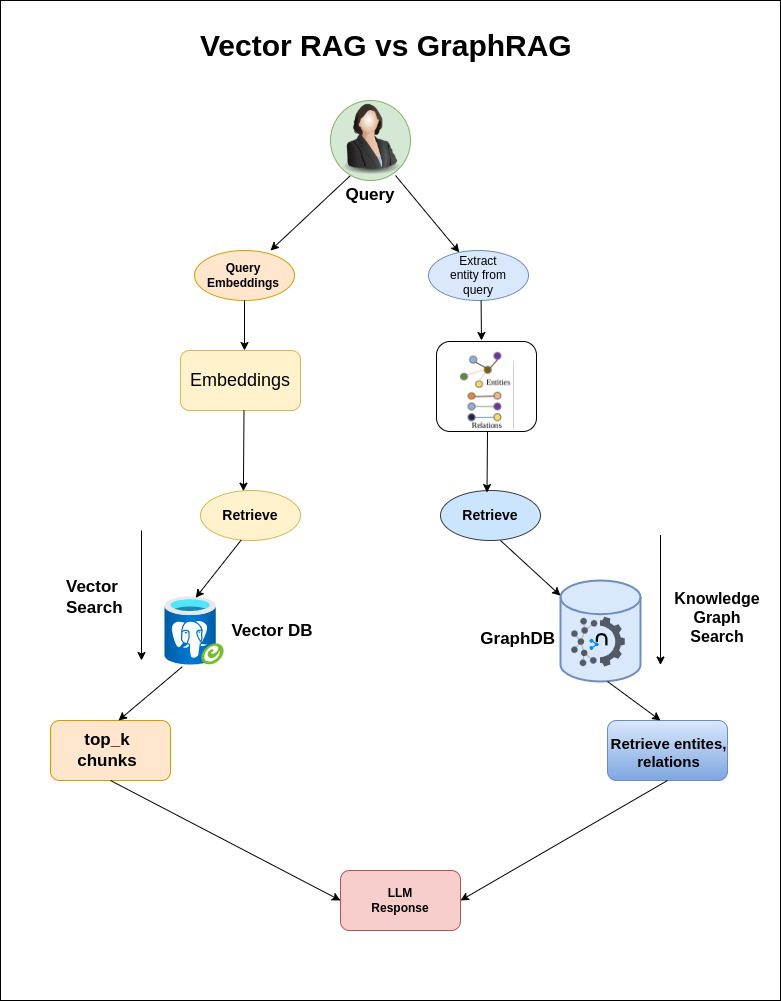 Vector RAG vs GraphRAG
Query
Query
Embeddings
Extract
entity from
query
Embeddings
Entities
Relations
Retrieve
Retrieve
Vector
Search
Vector DB
GraphDB
Knowledge
Graph
Search
top_k
chunks
Retrieve entites,
relations
LLM
Response